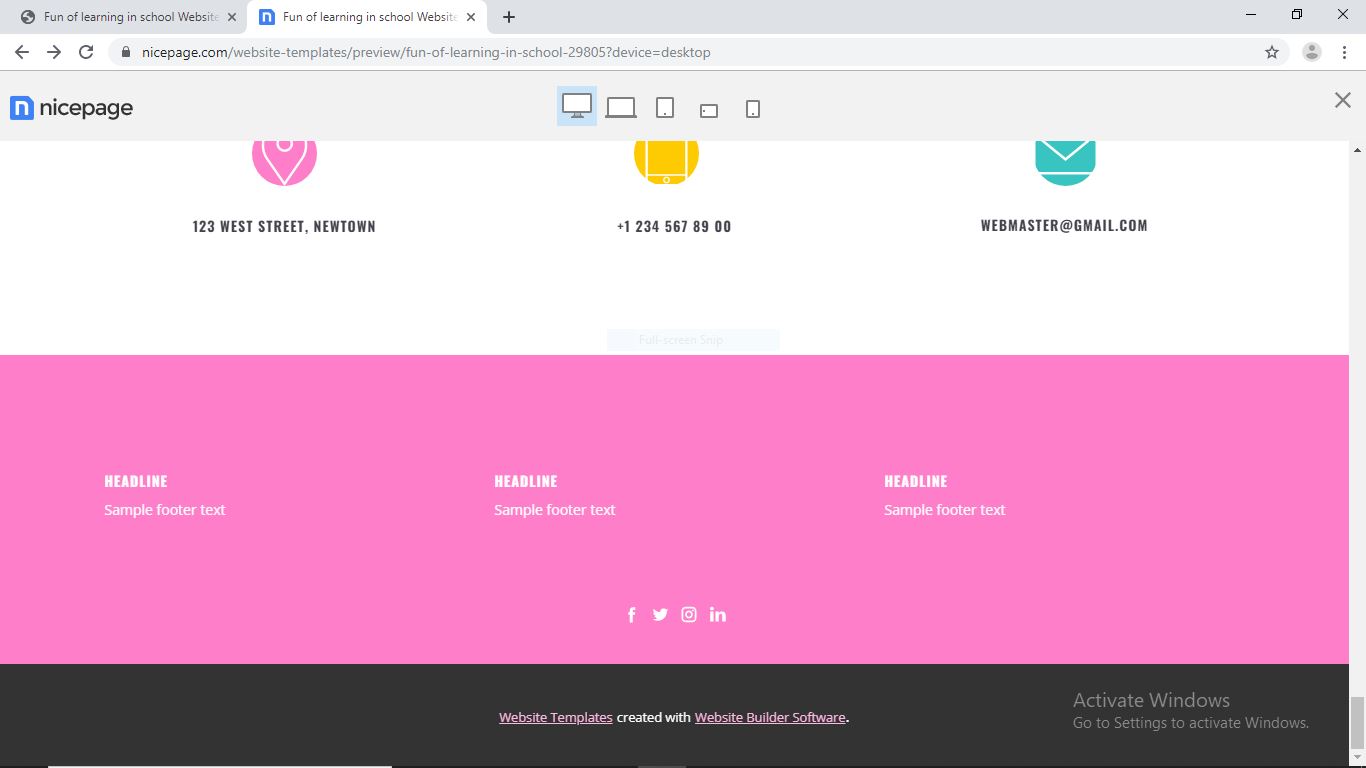 Fun of learning in school Website
Fun of learning in school Website
nicepage.com/website-templates/preview/fun-of-learning-in-school-29805?device=desktop
nicepage
123 WEST STREET, NEWTOWN
+1 234 567 89 00
WEBMASTER@GMAIL.COM
Full-screen Snip
HEADLINE
Sample footer text
HEADLINE
Sample footer text
HEADLINE
Sample footer text
Website Templates created with Website Builder Software.
Activate Windows
Go to Settings to activate Windows.